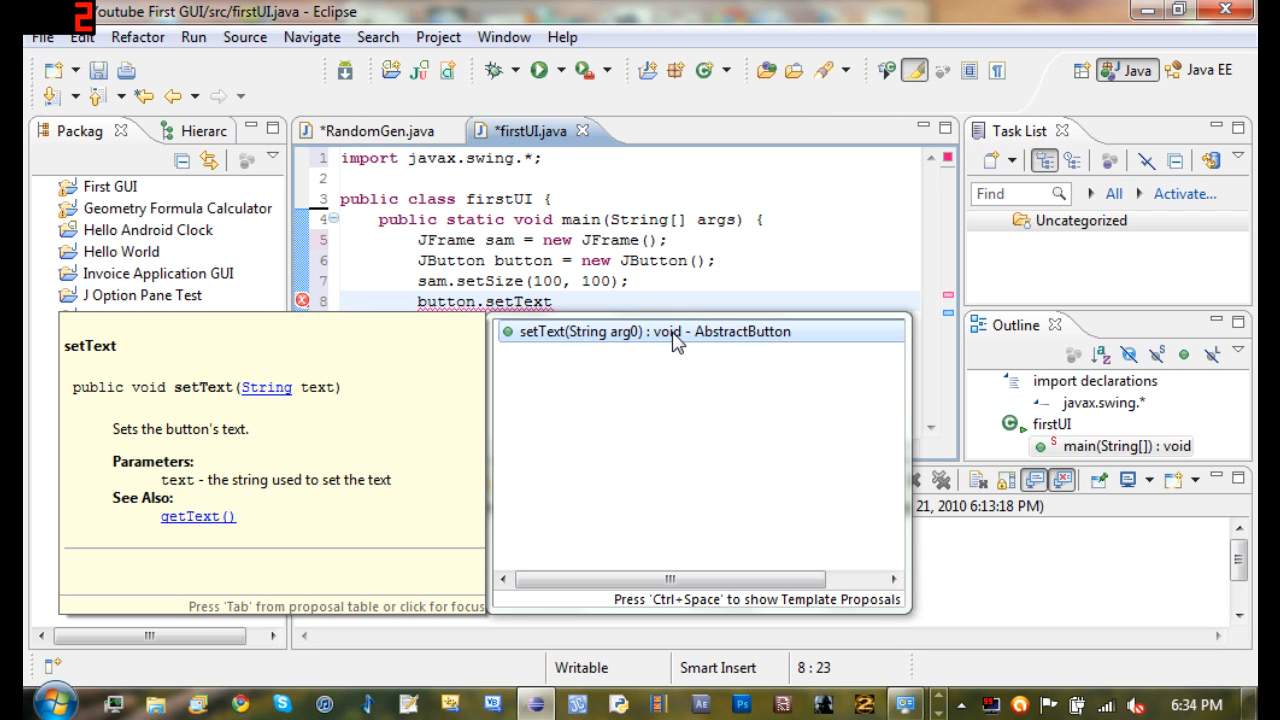 2
Youtube First GUI/src/firstUI.java - Eclipse
File Edit Refactor Run Source Navigate Search Project Window Help
Java
Java EE
Packag
Hierarc
*RandomGen.java
*firstUI.java
Task List
First GUI
Geometry Formula Calculator
Hello Android Clock
Hello World
Invoice Application GUI
J Option Pane Test
1 import javax.swing.*;
2
3 public class firstUI {
4 public static void main(String[] args) {
5 JFrame sam = new JFrame();
6 JButton button = new JButton();
7 sam.setSize(100, 100);
8 button.setText
Find
All
Activate...
Uncategorized
setText
public void setText(String text)
Sets the button's text.
Parameters:
text - the string used to set the text
See Also:
getText()
Press 'Tab' from proposal table or click for focus
setText(String arg0) : void - AbstractButton
Press 'Ctrl+Space' to show Template Proposals
Outline
import declarations
javax.swing.*
firstUI
main(String[]) : void
21, 2010 6:13:18 PM)
Writable
Smart Insert
8 : 23
6:34 PM